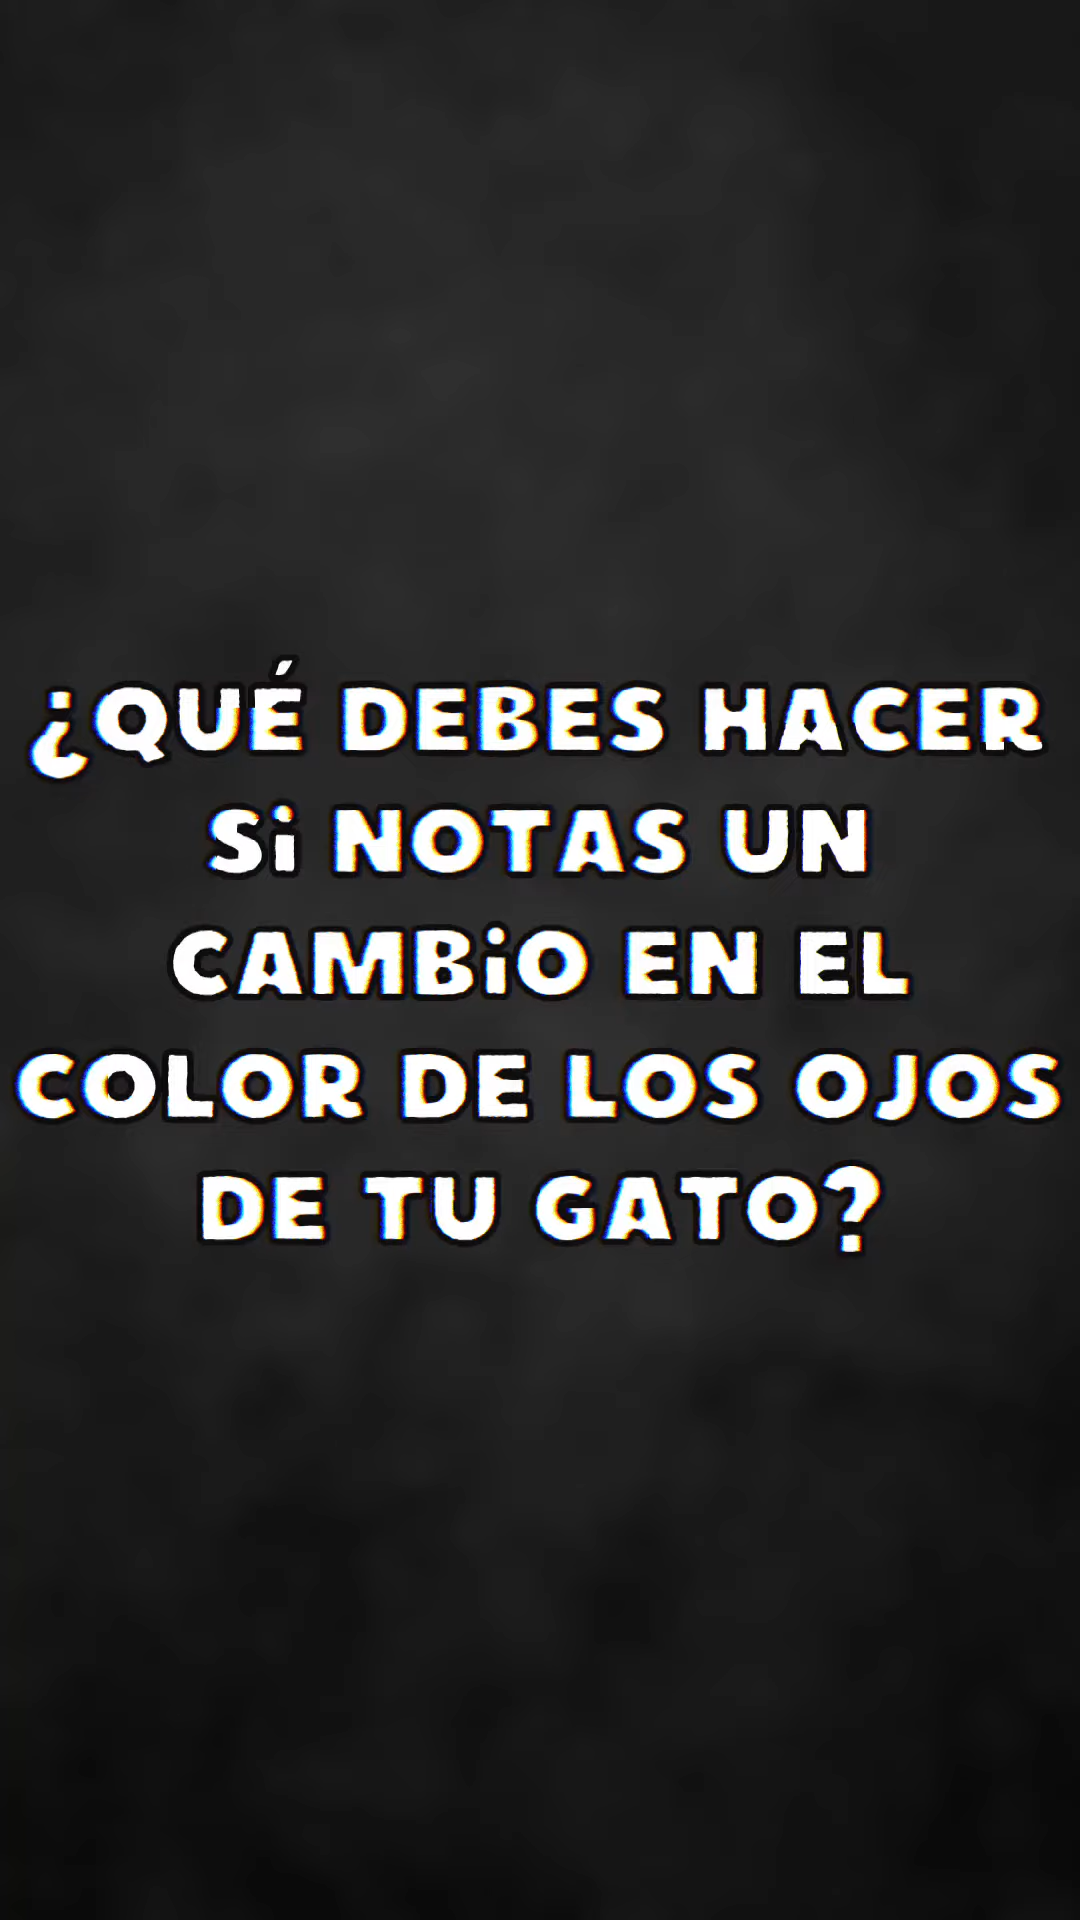 ¿QUÉ DEBES HACER
Si NOTAS UN
CAMBiO EN EL
COLOR DE LOS OJOS
DE TU GATO?